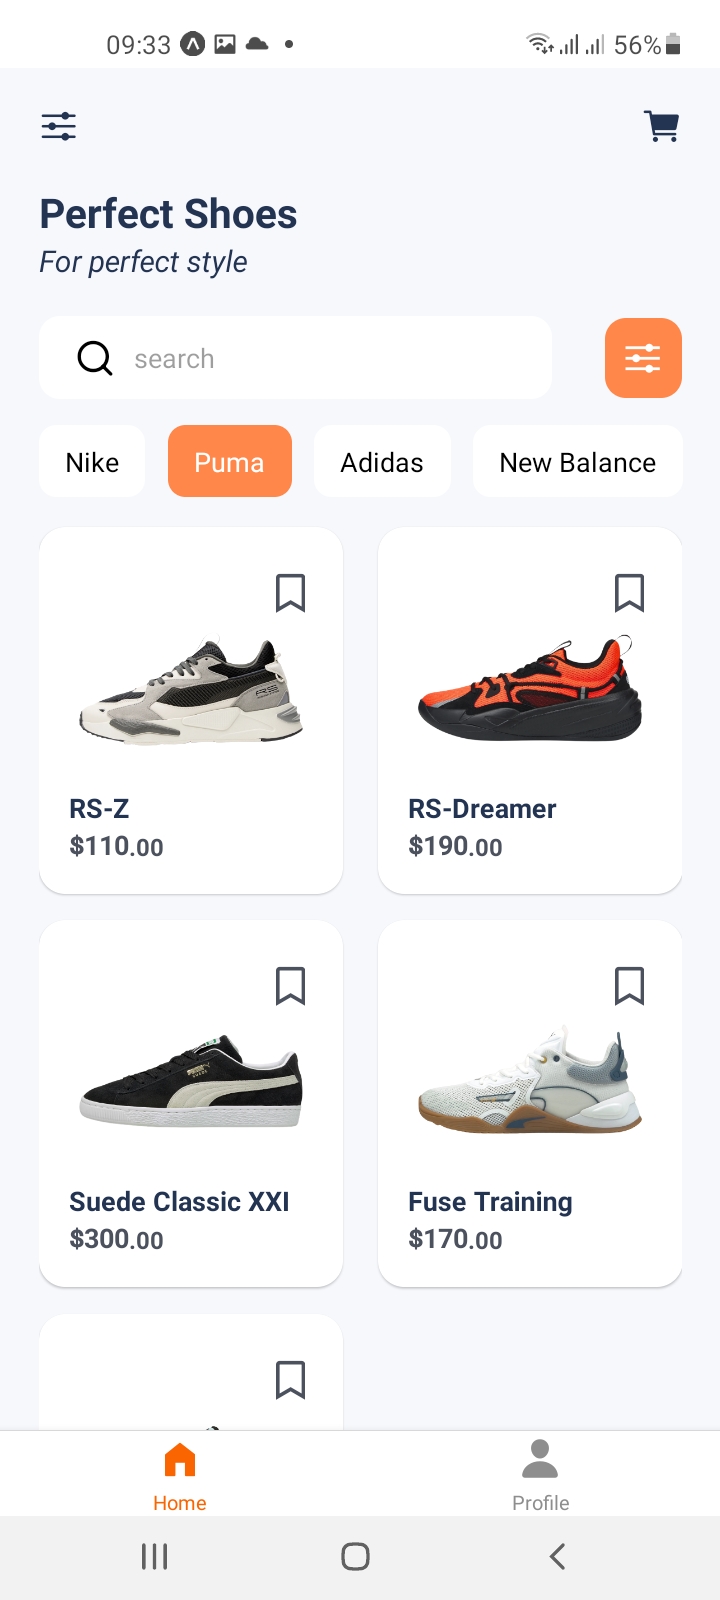 09:33 56%
Perfect Shoes
For perfect style
search
Nike Puma Adidas New Balance
RS-Z RS-Dreamer
$110.00 $190.00
Suede Classic XXI Fuse Training
$300.00 $170.00
Home Profile